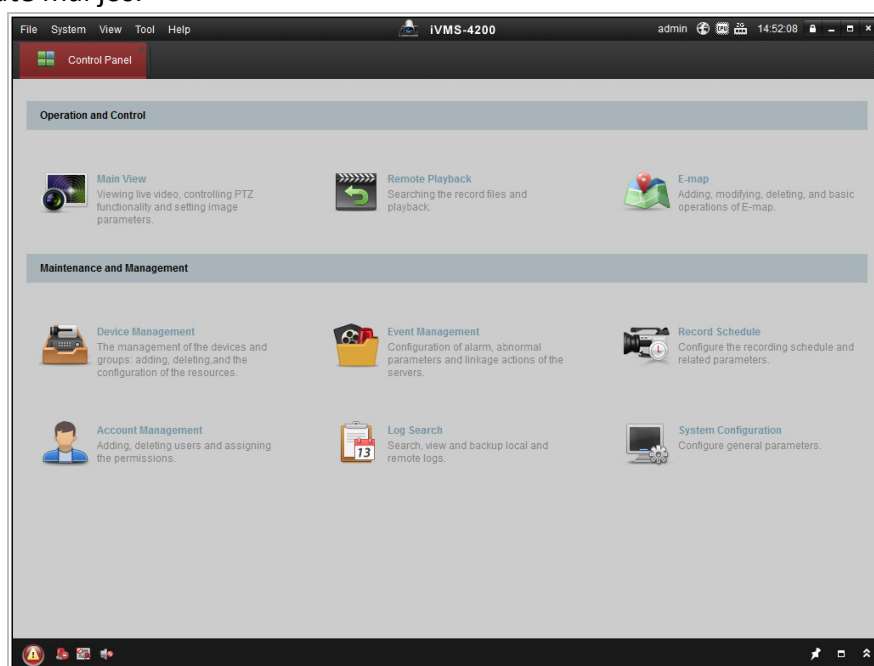 File System View Tool Help iVMS-4200 admin 14:52:08
Control Panel
Operation and Control
Main View
Viewing live video, controlling PTZ
functionality and setting image
parameters.
Remote Playback
Searching the record files and
playback.
E-map
Adding, modifying, deleting, and basic
operations of E-map.
Maintenance and Management
Device Management
The management of the devices and
groups: adding, deleting,and the
configuration of the resources.
Event Management
Configuration of alarm, abnormal
parameters and linkage actions of the
servers.
Record Schedule
Configure the recording schedule and
related parameters.
Account Management
Adding, deleting users and assigning
the permissions.
Log Search
Search, view and backup local and
remote logs.
13
System Configuration
Configure general parameters.